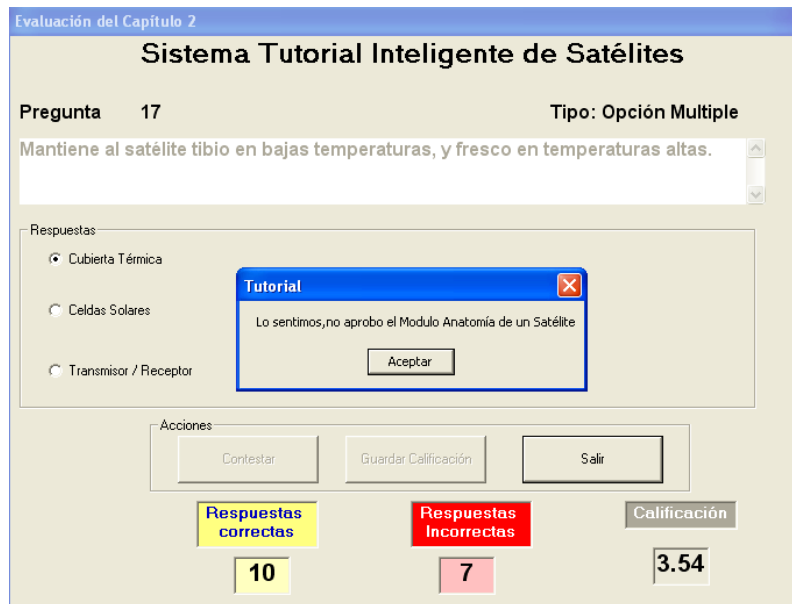 Evaluación del Capitulo 2
Sistema Tutorial Inteligente de Satélites
Pregunta 17 Tipo: Opción Multiple
Mantiene al satélite tibio en bajas temperaturas, y fresco en temperaturas altas.
Respuestas
Cubierta Térmica
Celdas Solares
Transmisor / Receptor
Tutorial
Lo sentimos,no aprobo el Modulo Anatomía de un Satélite
Aceptar
Acciones
Contestar Guardar Calificación Salir
Respuestas
correctas
10
Respuestas
Incorrectas
7
Calificación
3.54